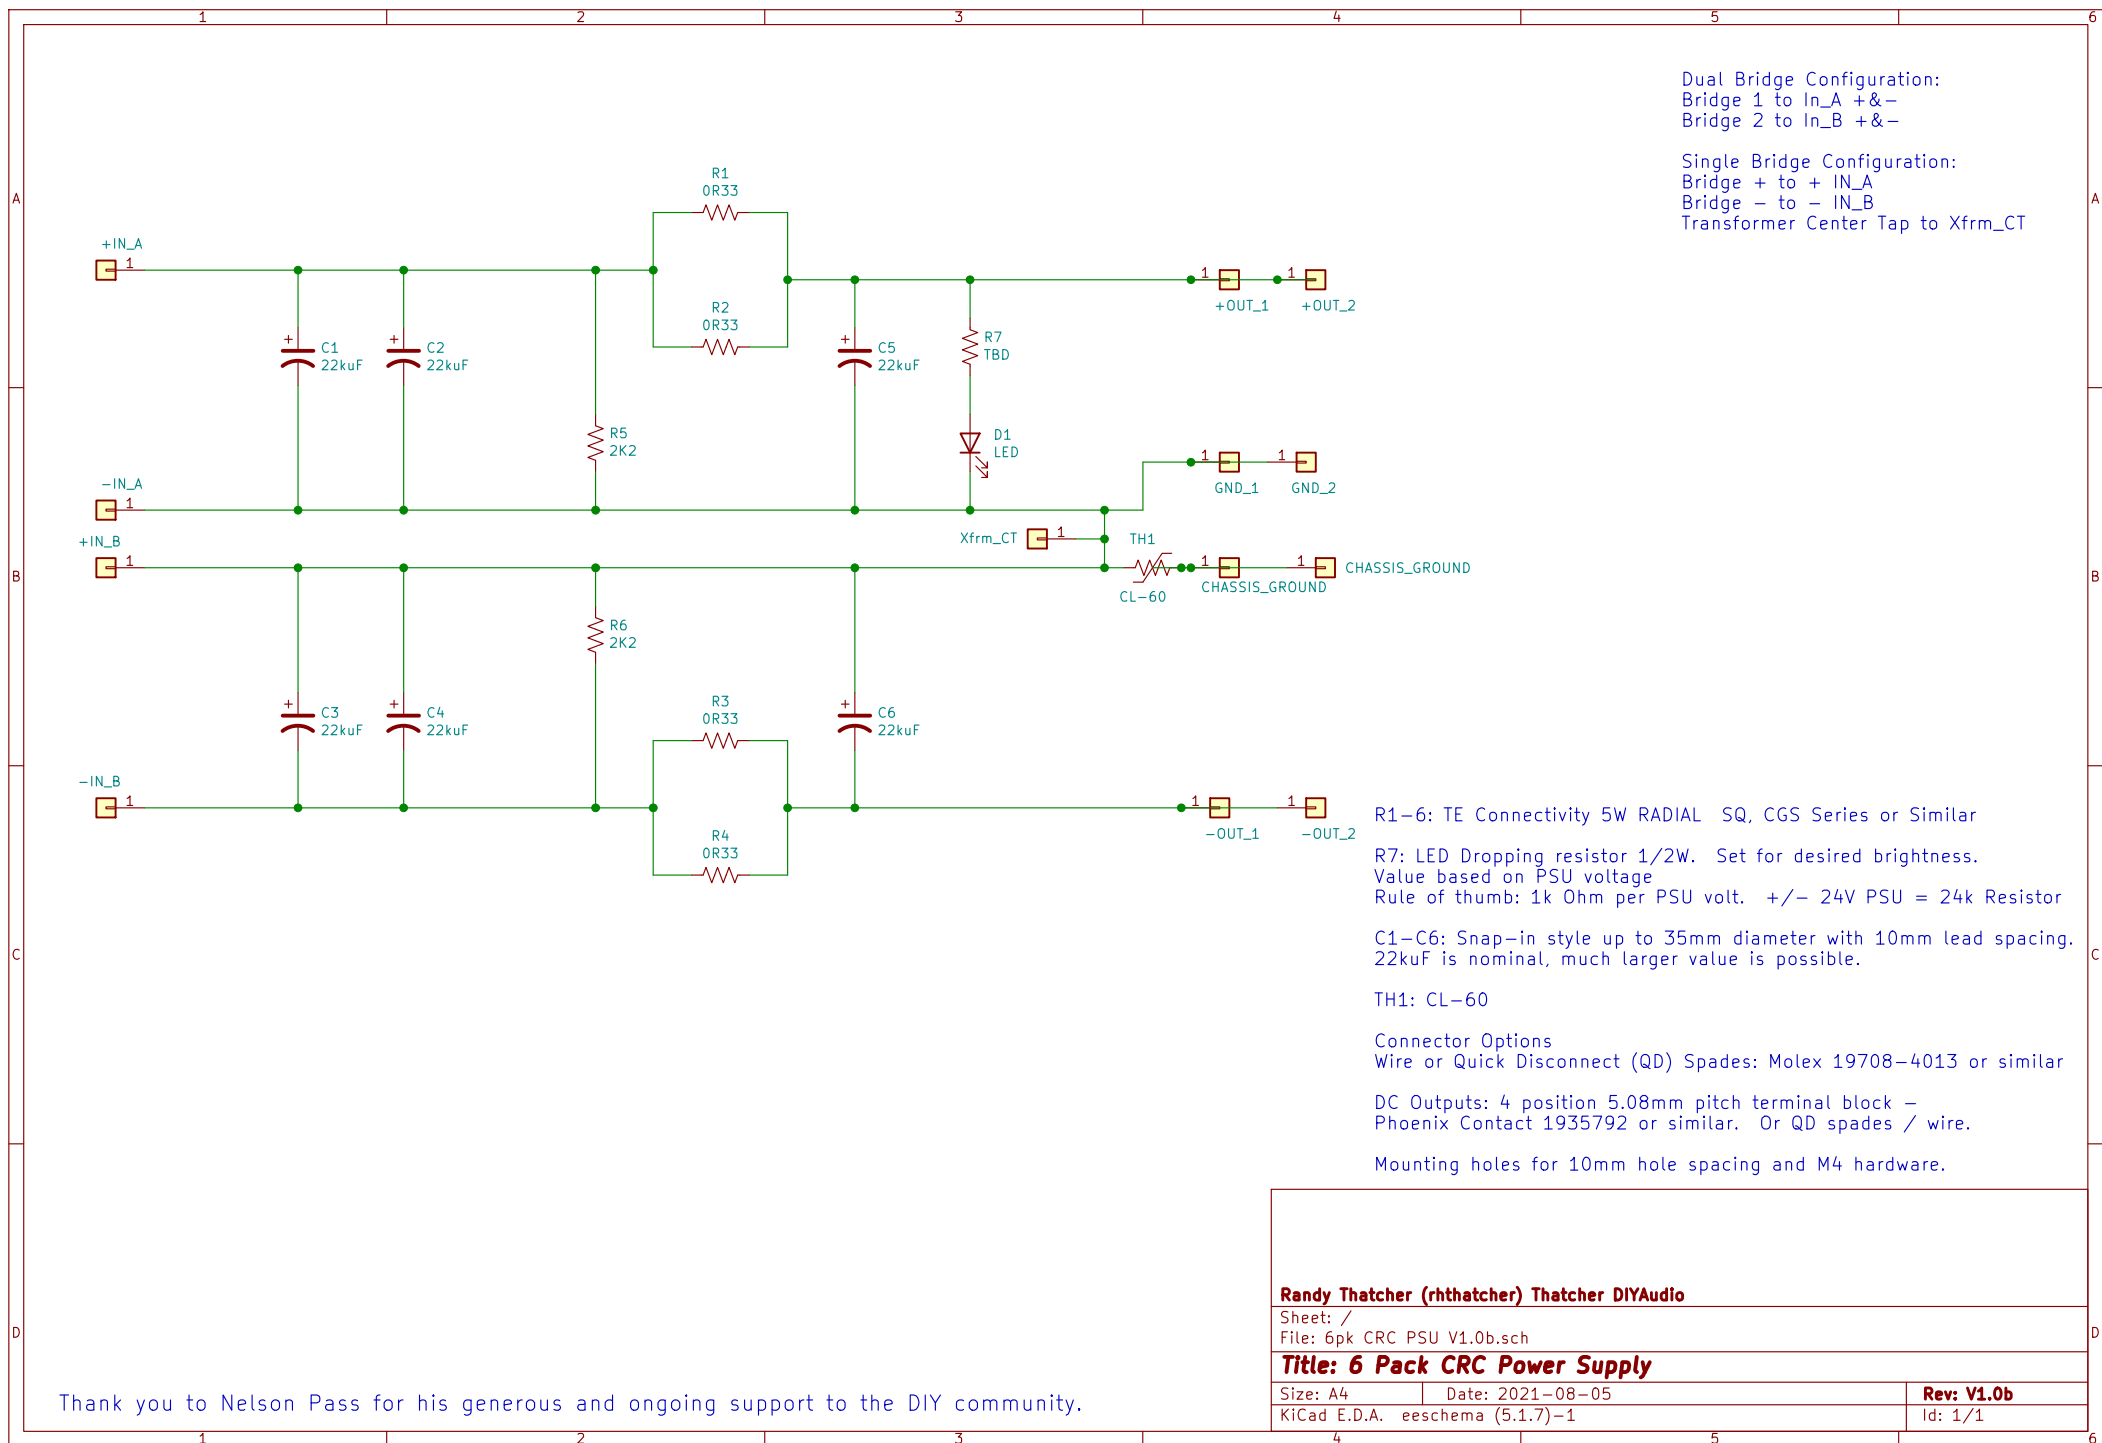 1 2 3 4 5 6
Dual Bridge Configuration:
Bridge 1 to In_A +&-
Bridge 2 to In_B +&-
Single Bridge Configuration:
Bridge + to + IN_A
Bridge - to - IN_B
Transformer Center Tap to Xfrm_CT
A
A
R1
0R33
+IN_A
1
R2
0R33
1
1
+OUT_1
+OUT_2
+
C1
22kuF
+
C2
22kuF
+
C5
22kuF
R7
TBD
R5
2K2
D1
LED
1
1
GND_1
GND_2
-IN_A
1
Xfrm_CT
1
TH1
+IN_B
1
1
1
CHASSIS_GROUND
CHASSIS_GROUND
CL-60
B
B
R6
2K2
+
C3
22kuF
+
C4
22kuF
R3
0R33
+
C6
22kuF
-IN_B
1
1
1
-OUT_1
-OUT_2
R4
0R33
R1-6: TE Connectivity 5W RADIAL  SQ, CGS Series or Similar
R7: LED Dropping resistor 1/2W.  Set for desired brightness.
Value based on PSU voltage
Rule of thumb: 1k Ohm per PSU volt.  +/- 24V PSU = 24k Resistor
C1-C6: Snap-in style up to 35mm diameter with 10mm lead spacing.
22kuF is nominal, much larger value is possible.
C
C
TH1: CL-60
Connector Options
Wire or Quick Disconnect (QD) Spades: Molex 19708-4013 or similar
DC Outputs: 4 position 5.08mm pitch terminal block -
Phoenix Contact 1935792 or similar.  Or QD spades / wire.
Mounting holes for 10mm hole spacing and M4 hardware.
Randy Thatcher (rhthatcher) Thatcher DIYAudio
Sheet: /
File: 6pk CRC PSU V1.0b.sch
D
D
Title: 6 Pack CRC Power Supply
Size: A4
Date: 2021-08-05
Rev: V1.0b
KiCad E.D.A.  eeschema (5.1.7)-1
Id: 1/1
Thank you to Nelson Pass for his generous and ongoing support to the DIY community.
1 2 3 4 5 6